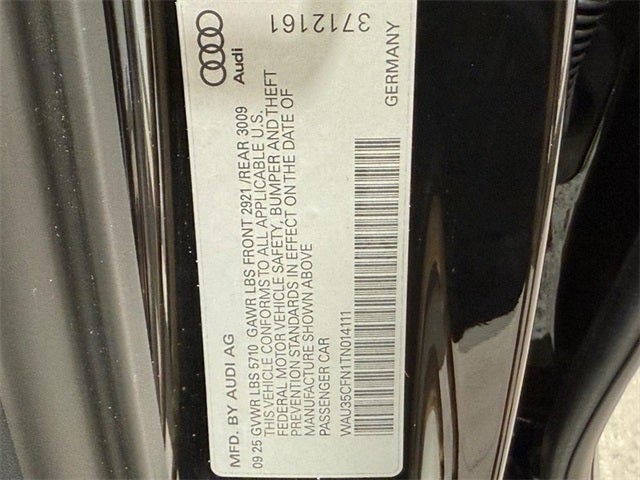 MFD. BY AUDI AG
Audi
09 25 GVWR LBS 5710 GAWR LBS FRONT 2921 /REAR 3009
THIS VEHICLE CONFORMS TO ALL APPLICABLE U.S.
FEDERAL MOTOR VEHICLE SAFETY, BUMPER AND THEFT
PREVENTION STANDARDS IN EFFECT ON THE DATE OF
MANUFACTURE SHOWN ABOVE
PASSENGER CAR
WAU35CFN1TN014111
3712161
GERMANY